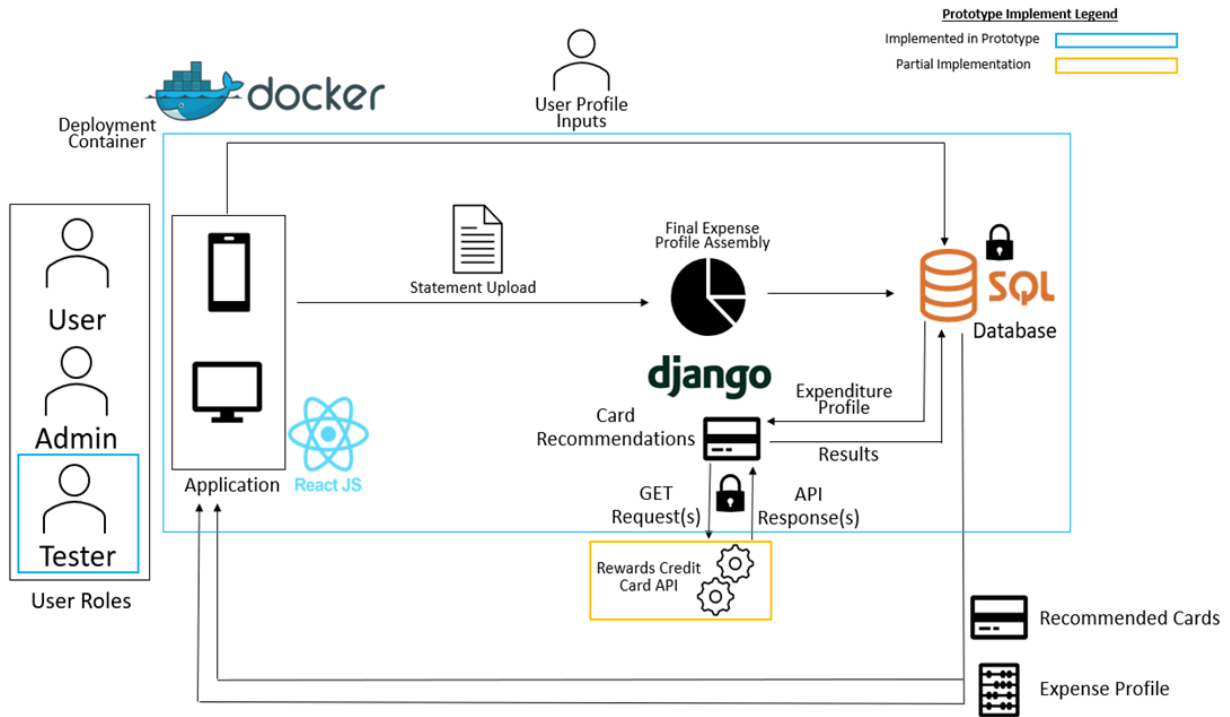 Prototype Implement Legend
Implemented in Prototype
Partial Implementation
docker
Deployment
Container
User Profile
Inputs
User
Admin
Tester
User Roles
Application
React JS
Statement Upload
Final Expense
Profile Assembly
django
SQL
Database
Expenditure
Profile
Card
Recommendations
Results
GET
Request(s)
API
Response(s)
Rewards Credit
Card API
Recommended Cards
Expense Profile